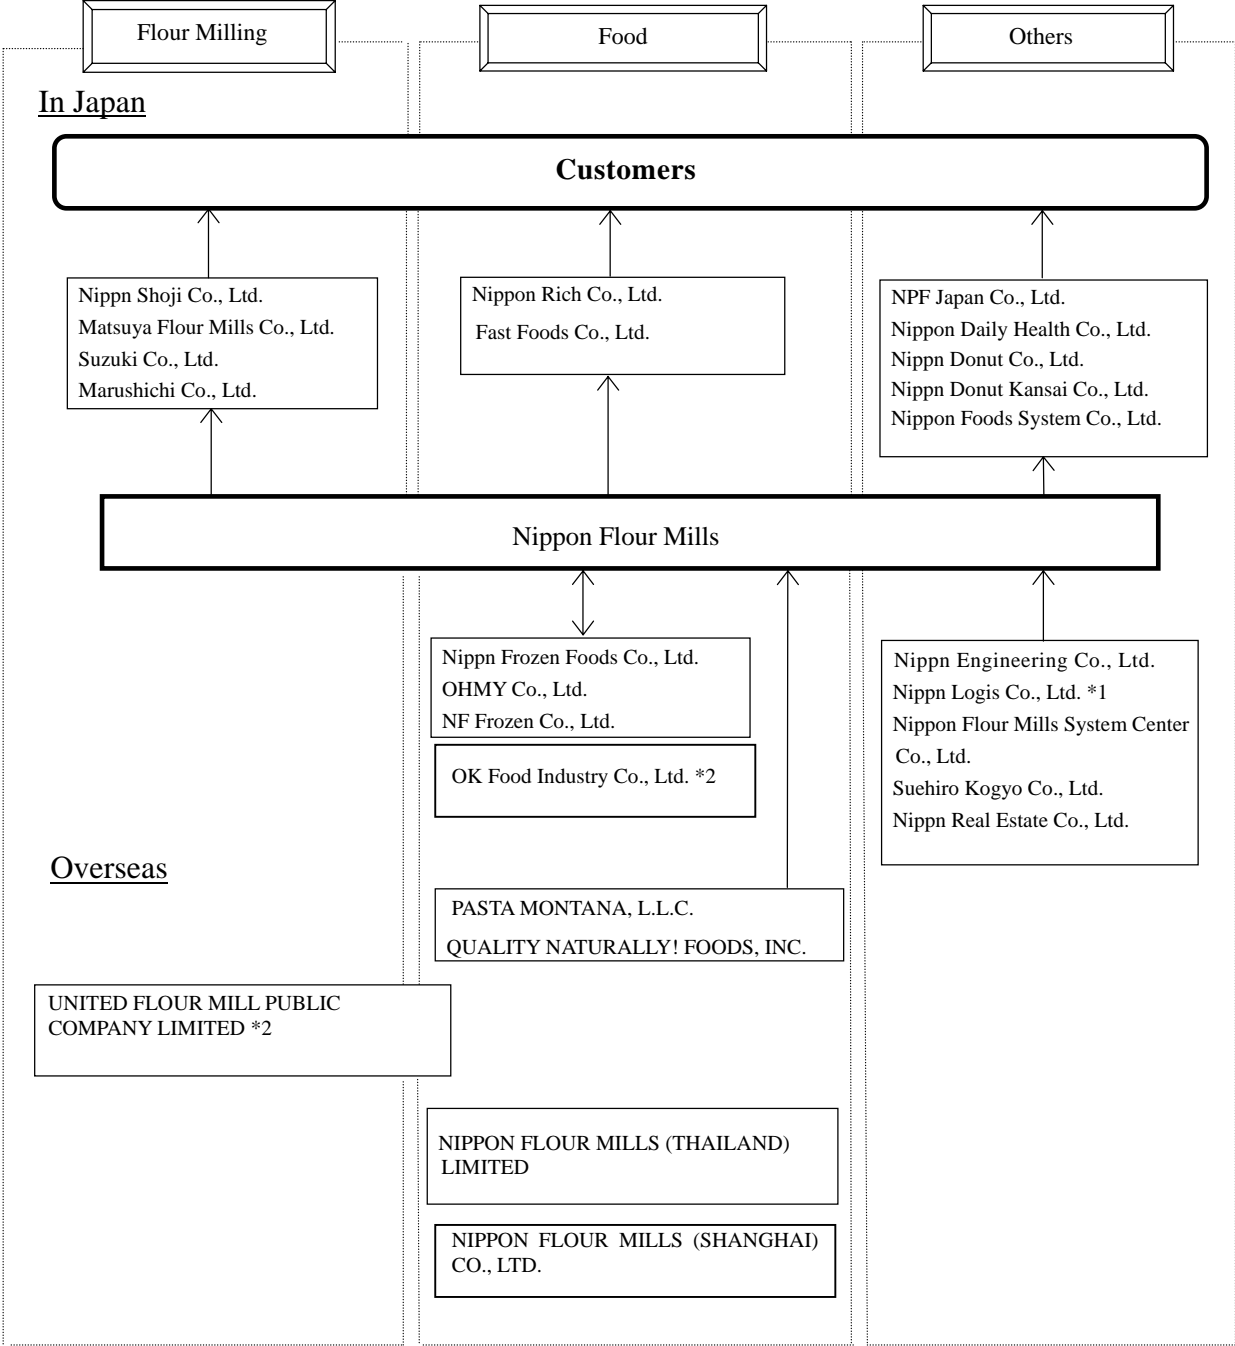 Flour Milling
Food
Others
In Japan
Customers
Nippn Shoji Co., Ltd.
Matsuya Flour Mills Co., Ltd.
Suzuki Co., Ltd.
Marushichi Co., Ltd.
Nippon Rich Co., Ltd.
Fast Foods Co., Ltd.
NPF Japan Co., Ltd.
Nippon Daily Health Co., Ltd.
Nippn Donut Co., Ltd.
Nippn Donut Kansai Co., Ltd.
Nippon Foods System Co., Ltd.
Nippon Flour Mills
Nippn Frozen Foods Co., Ltd.
OHMY Co., Ltd.
NF Frozen Co., Ltd.
OK Food Industry Co., Ltd. *2
Nippn Engineering Co., Ltd.
Nippn Logis Co., Ltd. *1
Nippon Flour Mills System Center
Co., Ltd.
Suehiro Kogyo Co., Ltd.
Nippn Real Estate Co., Ltd.
Overseas
PASTA MONTANA, L.L.C.
QUALITY NATURALLY! FOODS, INC.
UNITED FLOUR MILL PUBLIC
COMPANY LIMITED *2
NIPPON FLOUR MILLS (THAILAND)
LIMITED
NIPPON FLOUR MILLS (SHANGHAI)
CO., LTD.